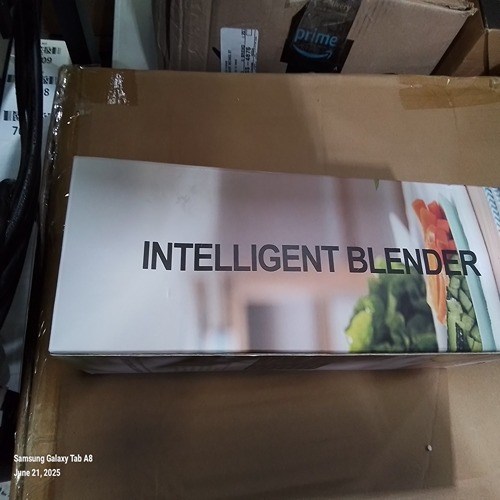 prime
INTELLIGENT BLENDER
Samsung Galaxy Tab A8
June 21, 2025